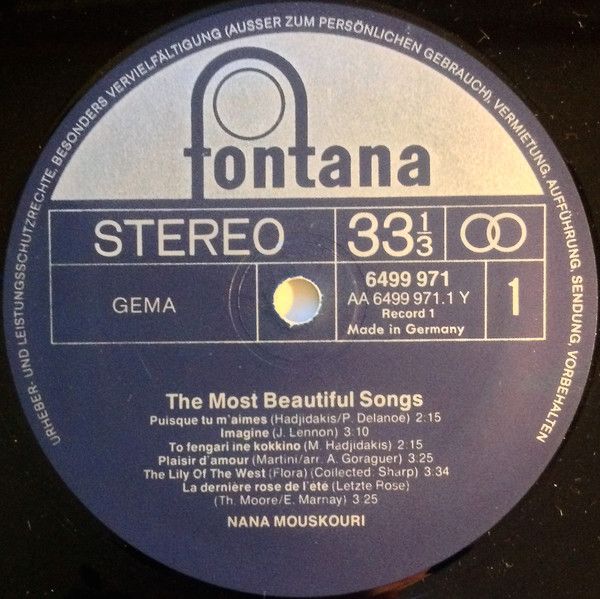 URHEBER- UND LEISTUNGSSCHUTZRECHTE, BESONDERS VERVIELFÄLTIGUNG (AUSSER ZUM PERSÖNLICHEN GEBRAUCH), VERMIETUNG, AUFFÜHRUNG, SENDUNG, VORBEHALTEN
fontana
STEREO 33⅓
GEMA
6499 971
AA 6499 971.1 Y
Record 1
Made in Germany
1
The Most Beautiful Songs
Puisque tu m'aimes (Hadjidakis/P. Delanoë) 2:15
Imagine (J. Lennon) 3:10
To fengari ine kokkino (M. Hadjidakis) 2:15
Plaisir d'amour (Martini/arr. A. Goraguer) 3:25
The Lily Of The West (Flora) (Collected: Sharp) 3:34
La dernière rose de l'été (Letzte Rose)
(Th. Moore/E. Marnay) 3:25
NANA MOUSKOURI